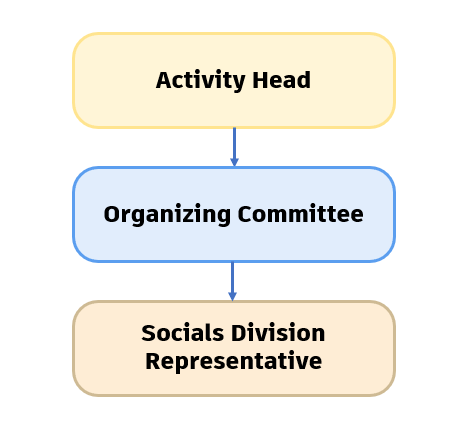 Activity Head
Organizing Committee
Socials Division
Representative